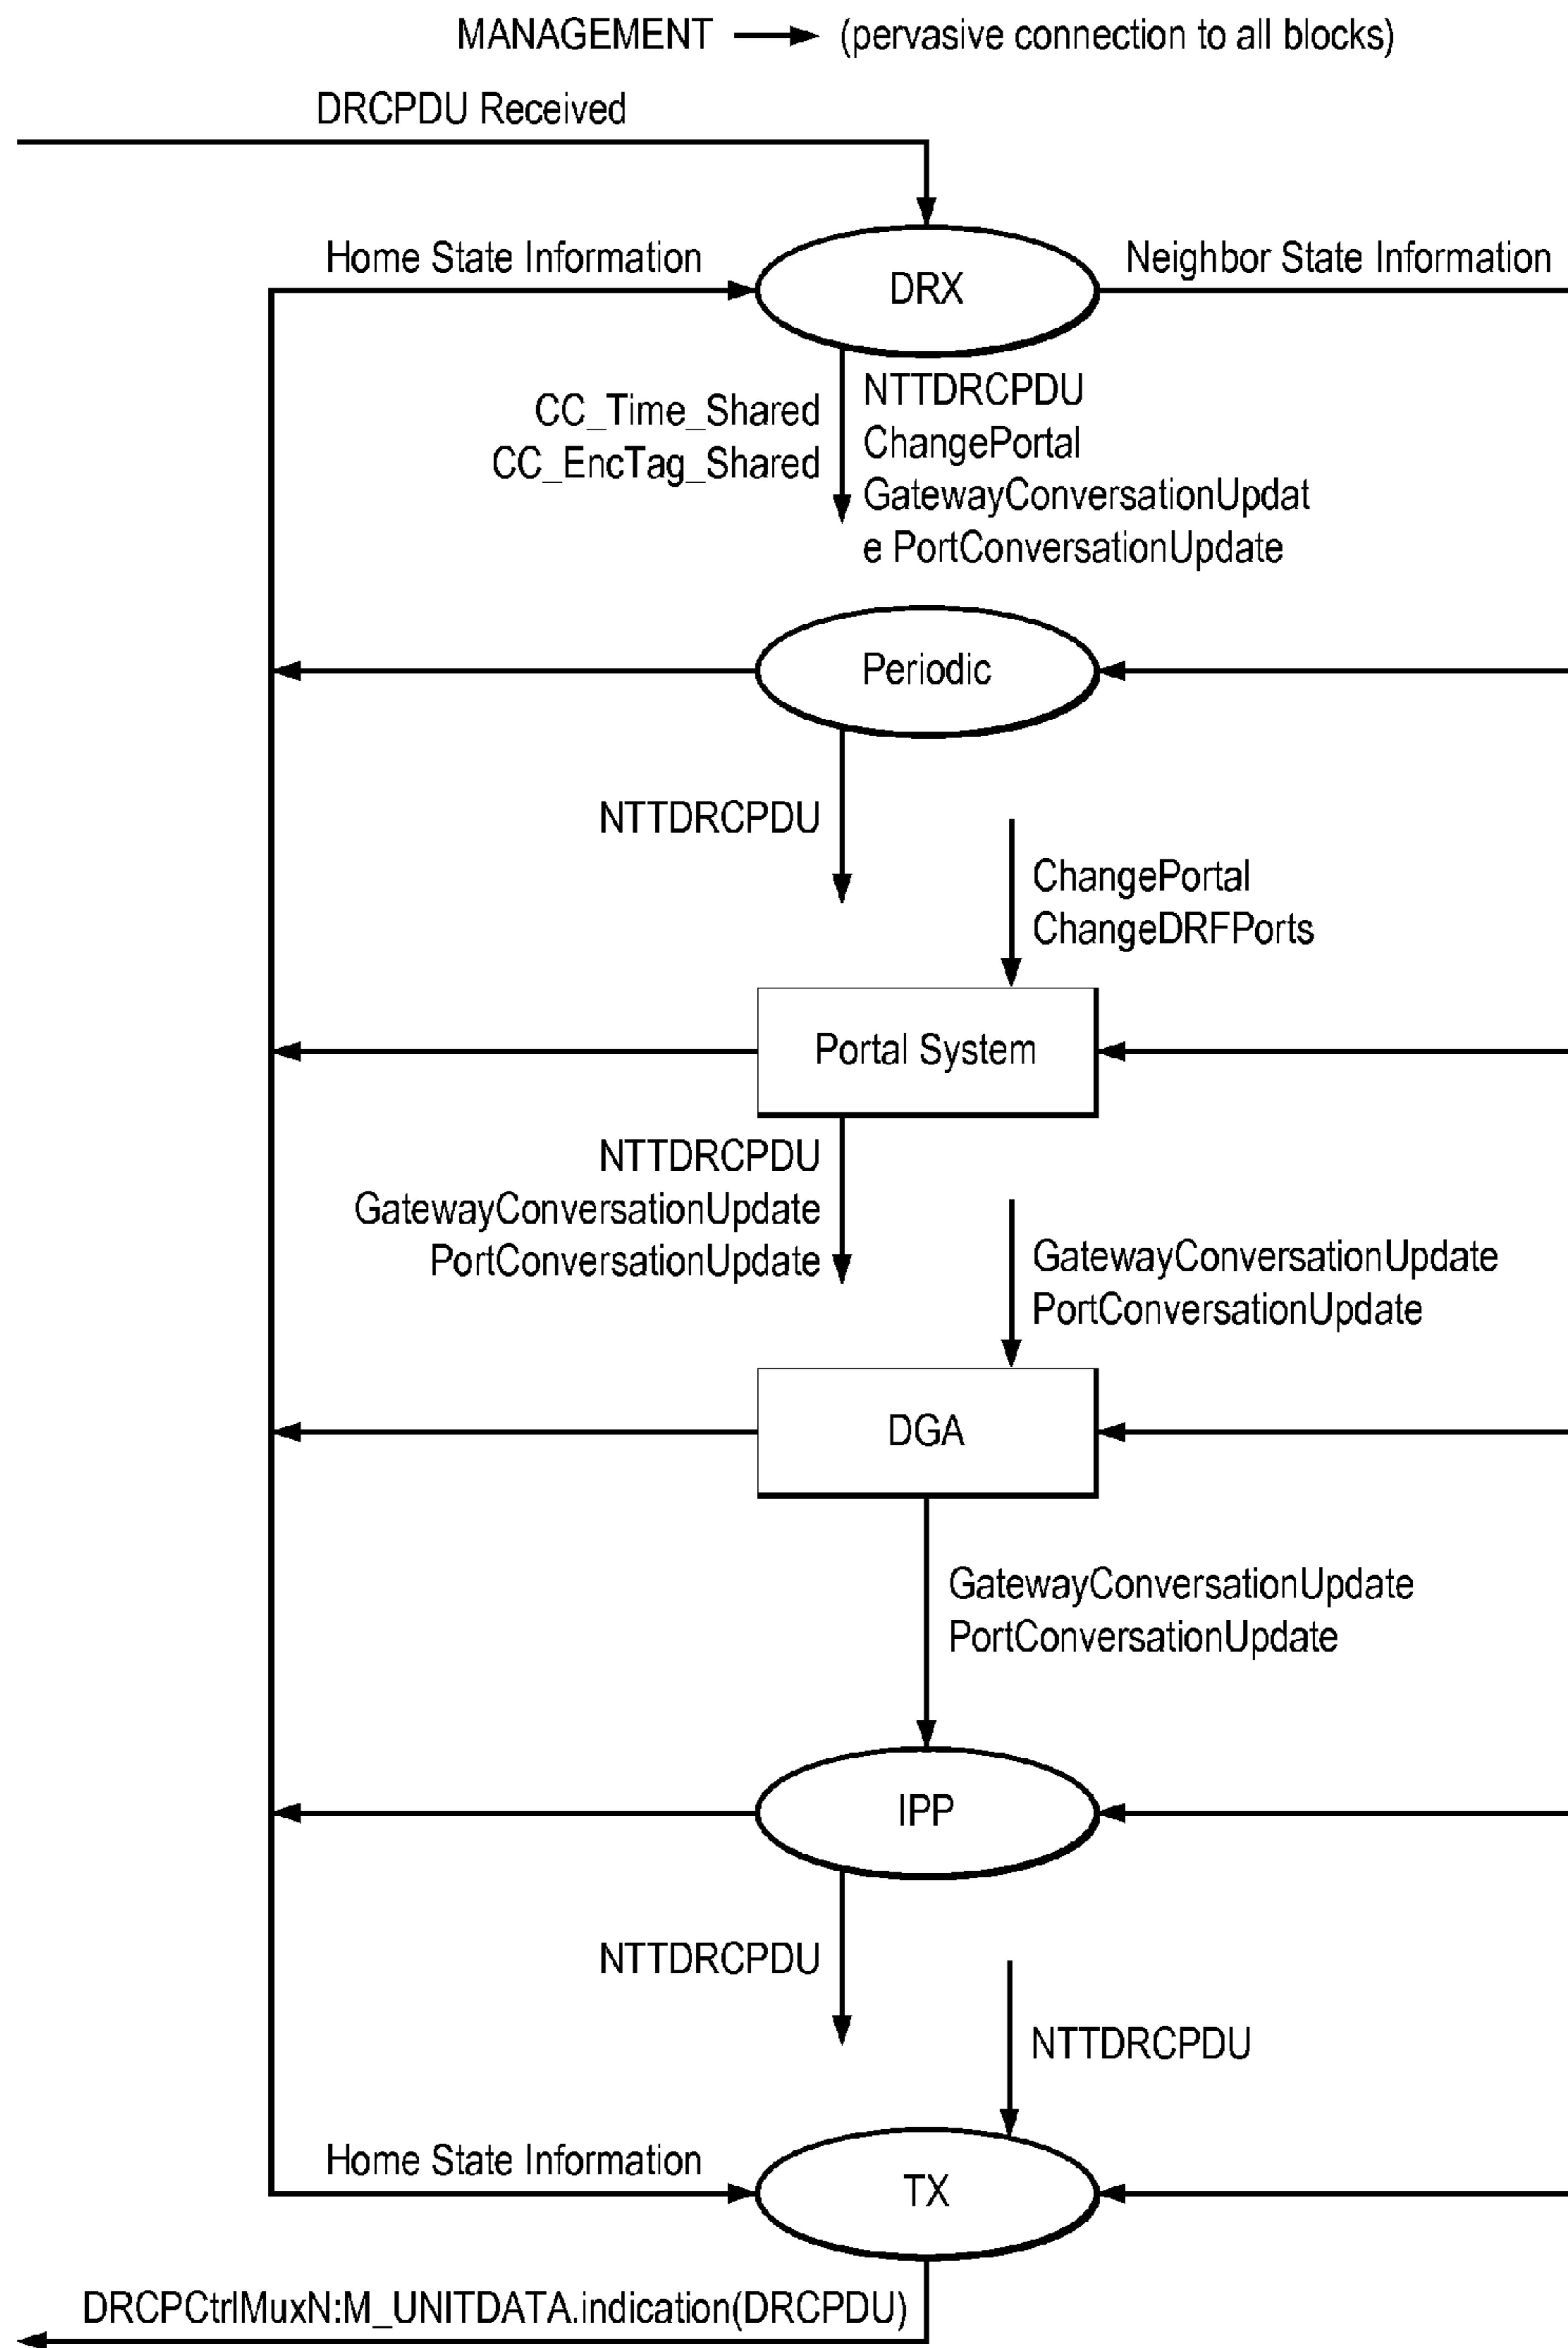 MANAGEMENT (pervasive connection to all blocks)
DRCPDU Received
Home State Information
DRX
Neighbor State Information
CC_Time_Shared
CC_EncTag_Shared
NTTDRCPDU
ChangePortal
GatewayConversationUpdat
e PortConversationUpdate
Periodic
NTTDRCPDU
ChangePortal
ChangeDRFPorts
Portal System
NTTDRCPDU
GatewayConversationUpdate
PortConversationUpdate
GatewayConversationUpdate
PortConversationUpdate
DGA
GatewayConversationUpdate
PortConversationUpdate
IPP
NTTDRCPDU
NTTDRCPDU
Home State Information
TX
DRCPCtrlMuxN:M_UNITDATA.indication(DRCPDU)